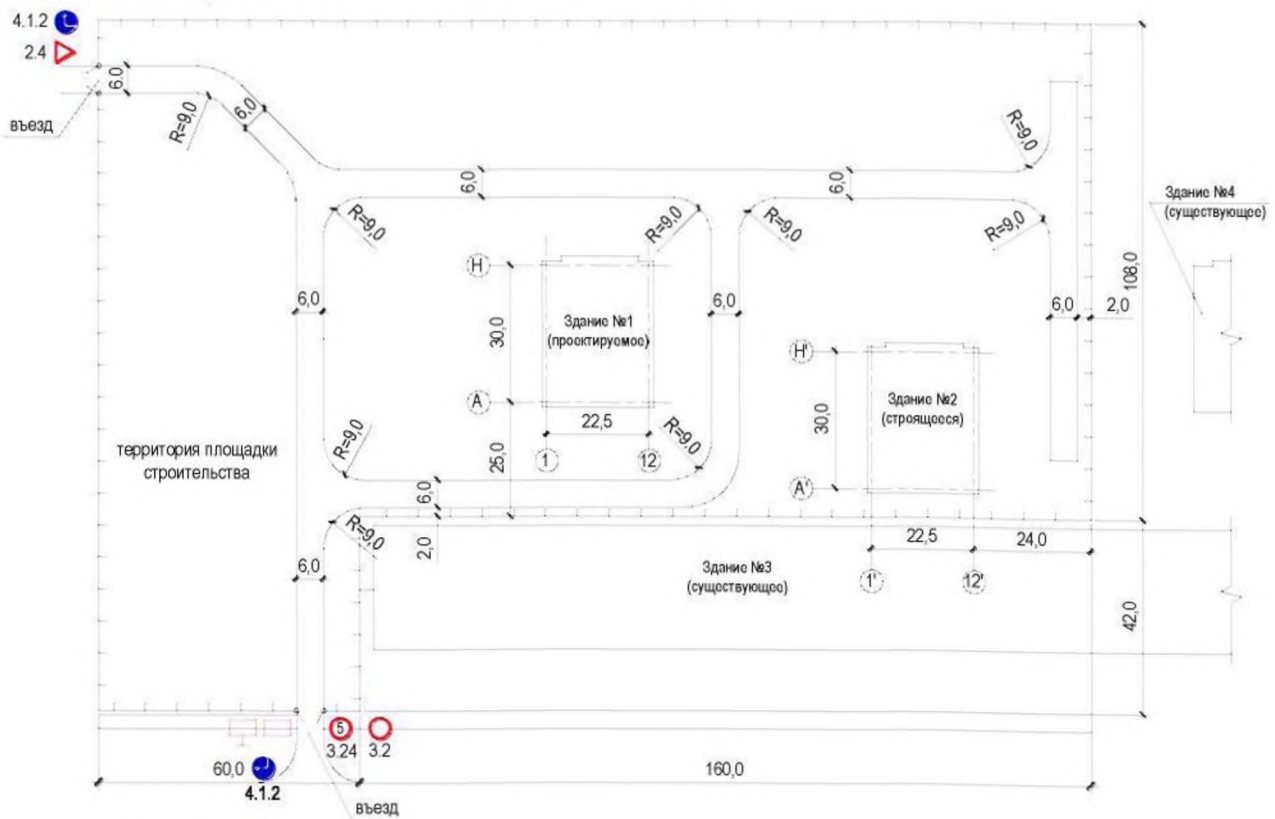 4.1.2
2.4
въезд
6.0
R=9,0
6,0
6,0
6,0
R=9,0
Здание №4
(существующее)
R=9,0
R=9,0
R=9,0
R=9,0
108,0
Н
6,0
30,0
Здание №1
(проектируемое)
6,0
6,0
2,0
Н'
А
22,5
30,0
Здание №2
(строящееся)
R=9,0
R=9,0
1
12
25,0
территория площадки
строительства
6,0
А'
R=9,0
2,0
22,5
24,0
6,0
Здание №3
(существующее)
1'
12'
42,0
5
3.24
3.2
60,0
4.1.2
160,0
въезд